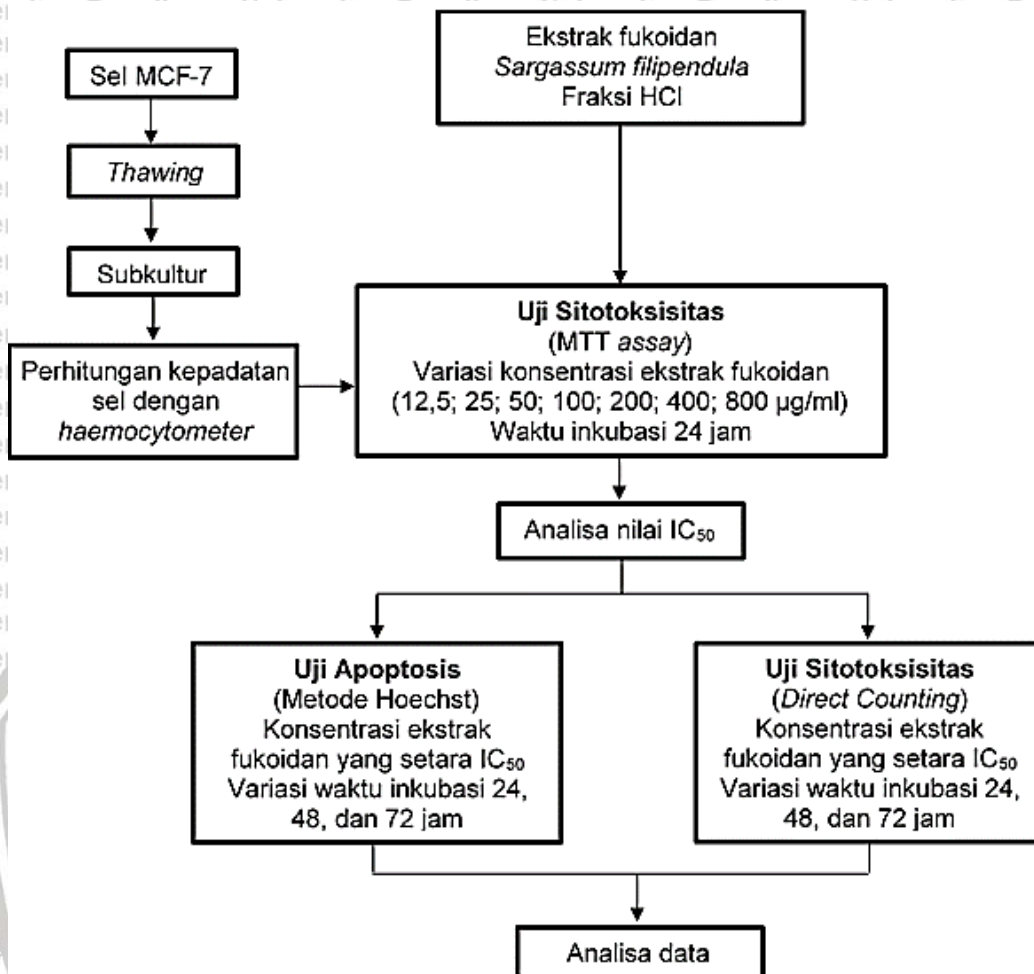 Sel MCF-7
Thawing
Subkultur
Perhitungan kepadatan
sel dengan
haemocytometer
Ekstrak fukoidan
Sargassum filipendula
Fraksi HCl
Uji Sitotoksisitas
(MTT assay)
Variasi konsentrasi ekstrak fukoidan
(12,5; 25; 50; 100; 200; 400; 800 µg/ml)
Waktu inkubasi 24 jam
Analisa nilai IC₅₀
Uji Apoptosis
(Metode Hoechst)
Konsentrasi ekstrak
fukoidan yang setara IC₅₀
Variasi waktu inkubasi 24,
48, dan 72 jam
Uji Sitotoksisitas
(Direct Counting)
Konsentrasi ekstrak
fukoidan yang setara IC₅₀
Variasi waktu inkubasi 24,
48, dan 72 jam
Analisa data